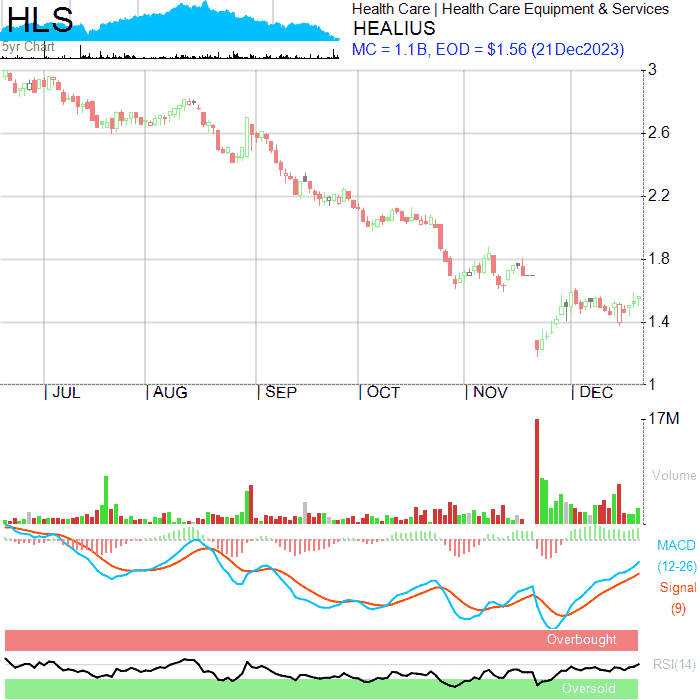 HLS
5yr Chart
Health Care | Health Care Equipment & Services
HEALIUS
MC = 1.1B, EOD = $1.56 (21Dec2023)
3
2.6
2.2
1.8
1.4
1
JUL
AUG
SEP
OCT
NOV
DEC
17M
Volume
MACD
(12-26)
Signal
(9)
Overbought
RSI(14)
Oversold